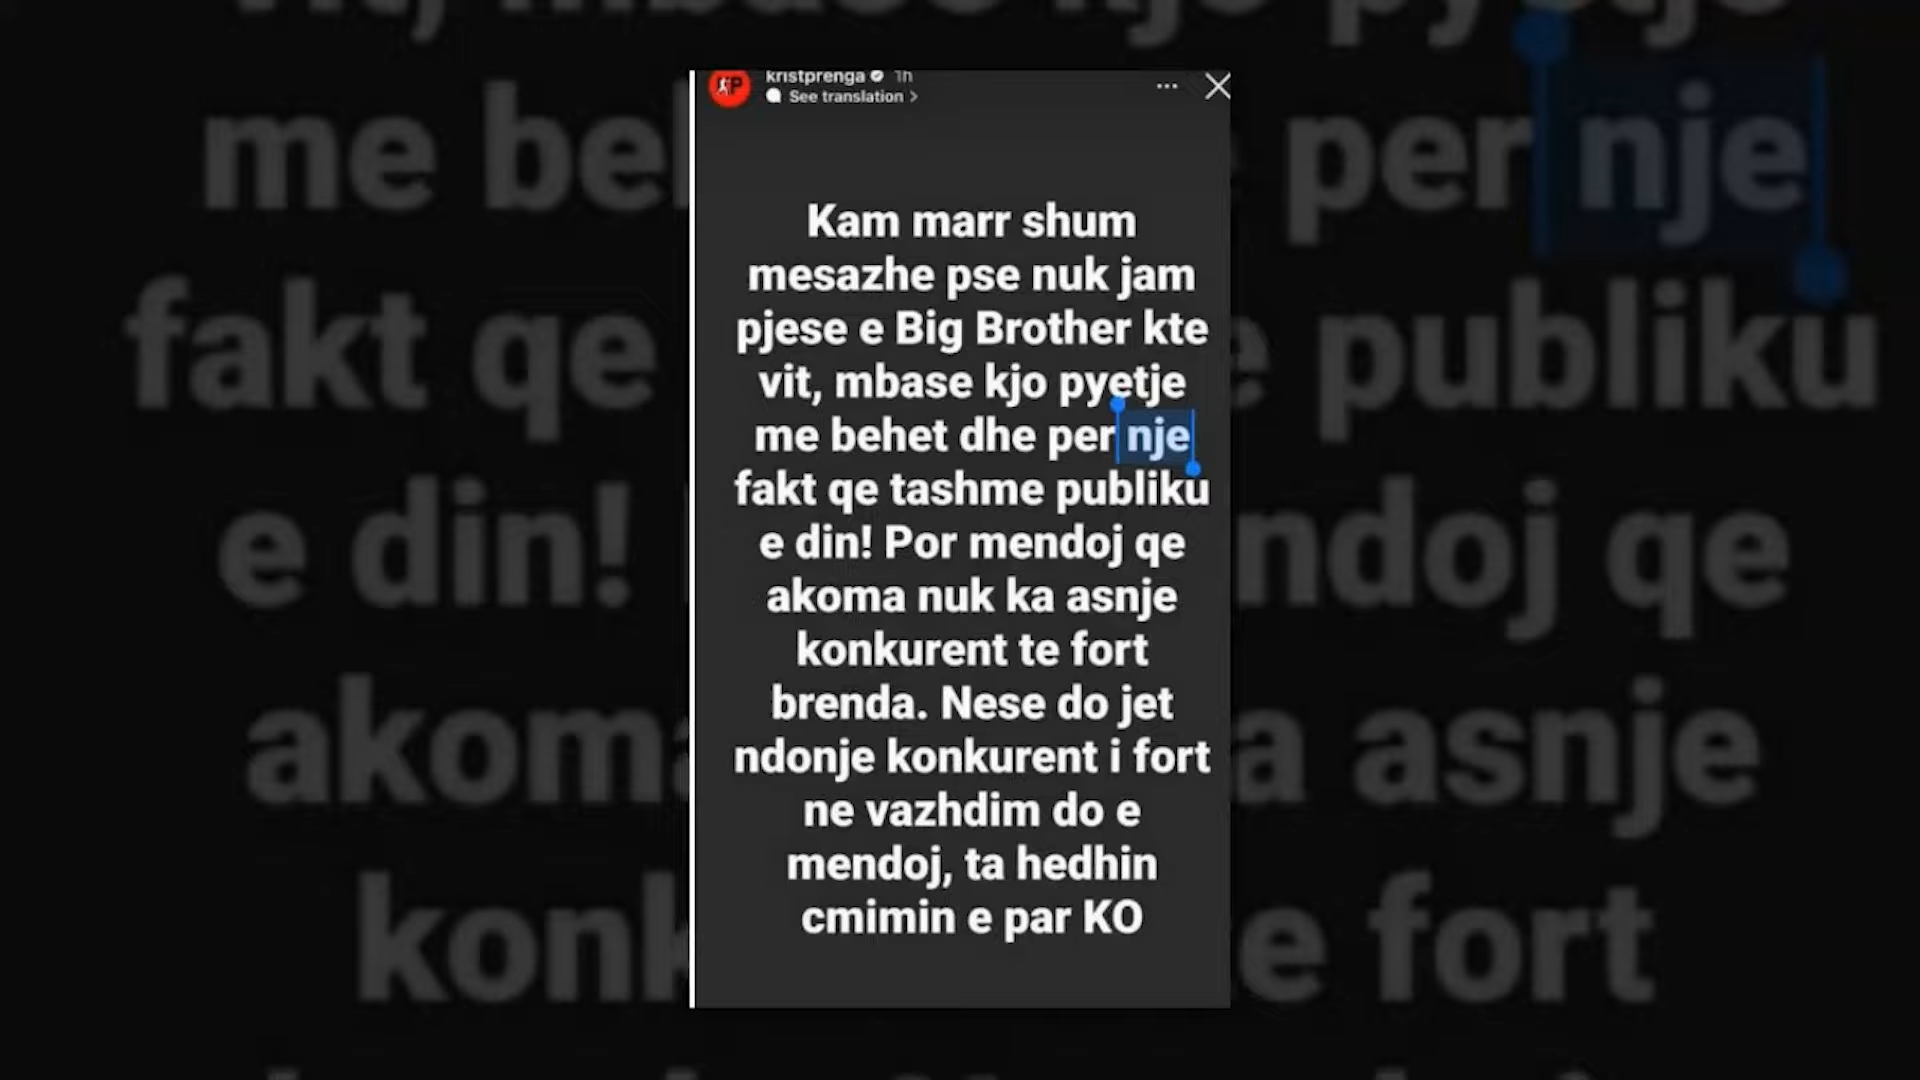 kristprenga 1h
See translation >
Kam marr shum
mesazhe pse nuk jam
pjese e Big Brother kte
vit, mbase kjo pyetje
me behet dhe per nje
fakt qe tashme publiku
e din! Por mendoj qe
akoma nuk ka asnje
konkurent te fort
brenda. Nese do jet
ndonje konkurent i fort
ne vazhdim do e
mendoj, ta hedhin
cmimin e par KO